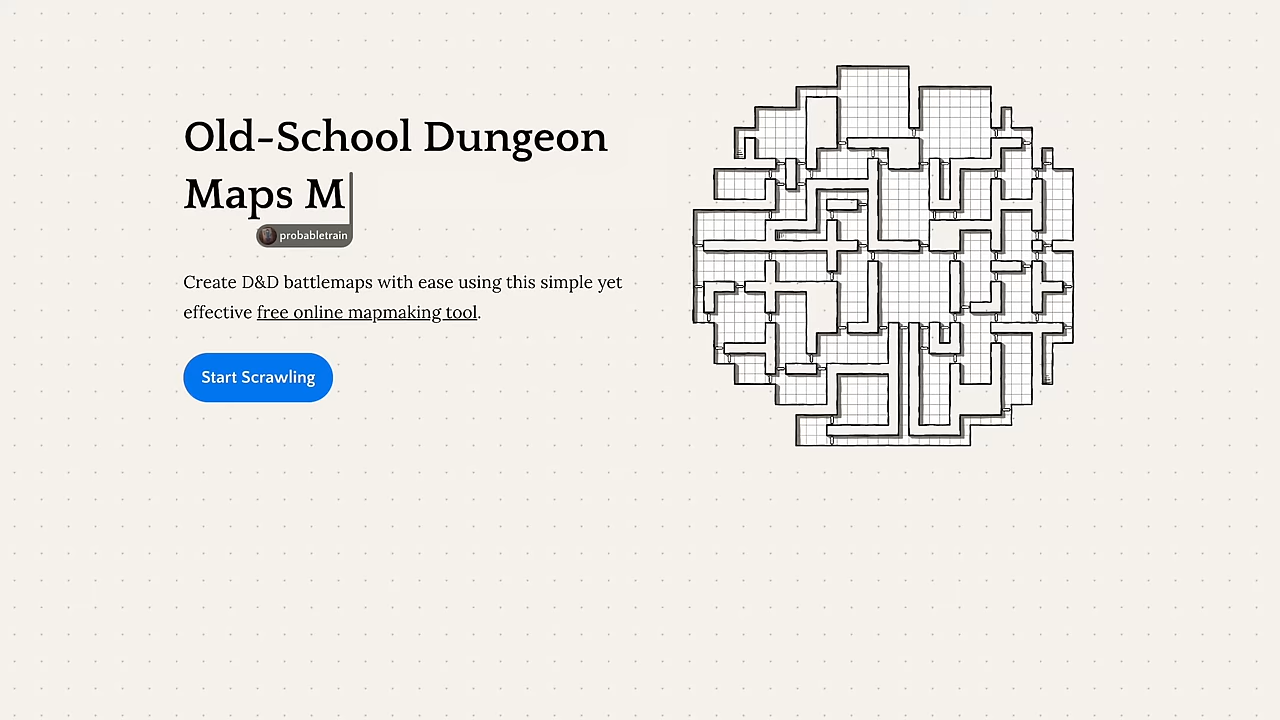 Old-School Dungeon
Maps M
probabletrain
Create D&D battlemaps with ease using this simple yet
effective free online mapmaking tool.
Start Scrawling